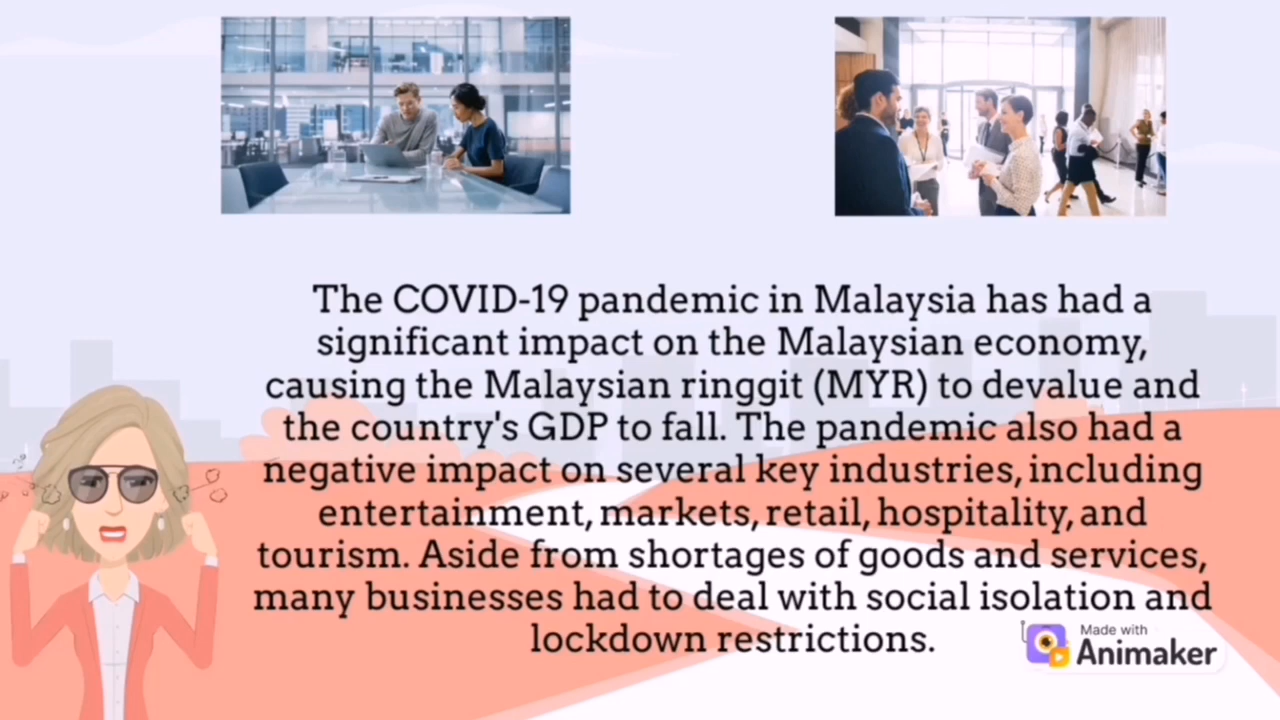 The COVID-19 pandemic in Malaysia has had a
significant impact on the Malaysian economy,
causing the Malaysian ringgit (MYR) to devalue and
the country's GDP to fall. The pandemic also had a
negative impact on several key industries, including
entertainment, markets, retail, hospitality, and
tourism. Aside from shortages of goods and services,
many businesses had to deal with social isolation and
lockdown restrictions.
Made with
Animaker